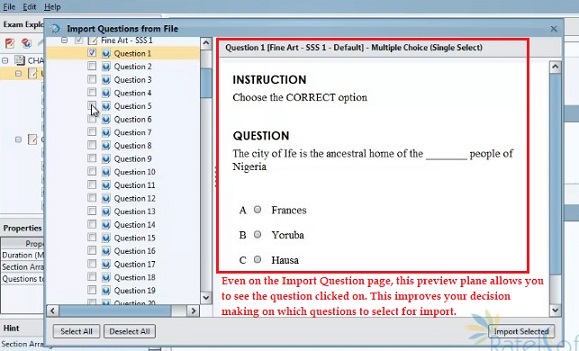 File Edit Help
Import Questions from File
Exam Explo
Fine Art - SSS 1
Question 1
Question 2
Question 3
Question 4
Question 5
Question 6
Question 7
Question 8
Question 9
Question 10
Question 11
Question 12
Question 13
Question 14
Question 15
Question 16
Question 17
Question 18
Question 19
Question 20
CHA
Properties
Prope
Duration (M
Section Array
Questions to
Hint
Section Array
Question 1 [Fine Art - SSS 1 - Default] - Multiple Choice (Single Select)
INSTRUCTION
Choose the CORRECT option
QUESTION
The city of Ife is the ancestral home of the _______ people of
Nigeria
A Frances
B Yoruba
C Hausa
Even on the Import Question page, this preview plane allows you
to see the question clicked on. This improves your decision
making on which questions to select for import.
Select All
Deselect All
Import Selected